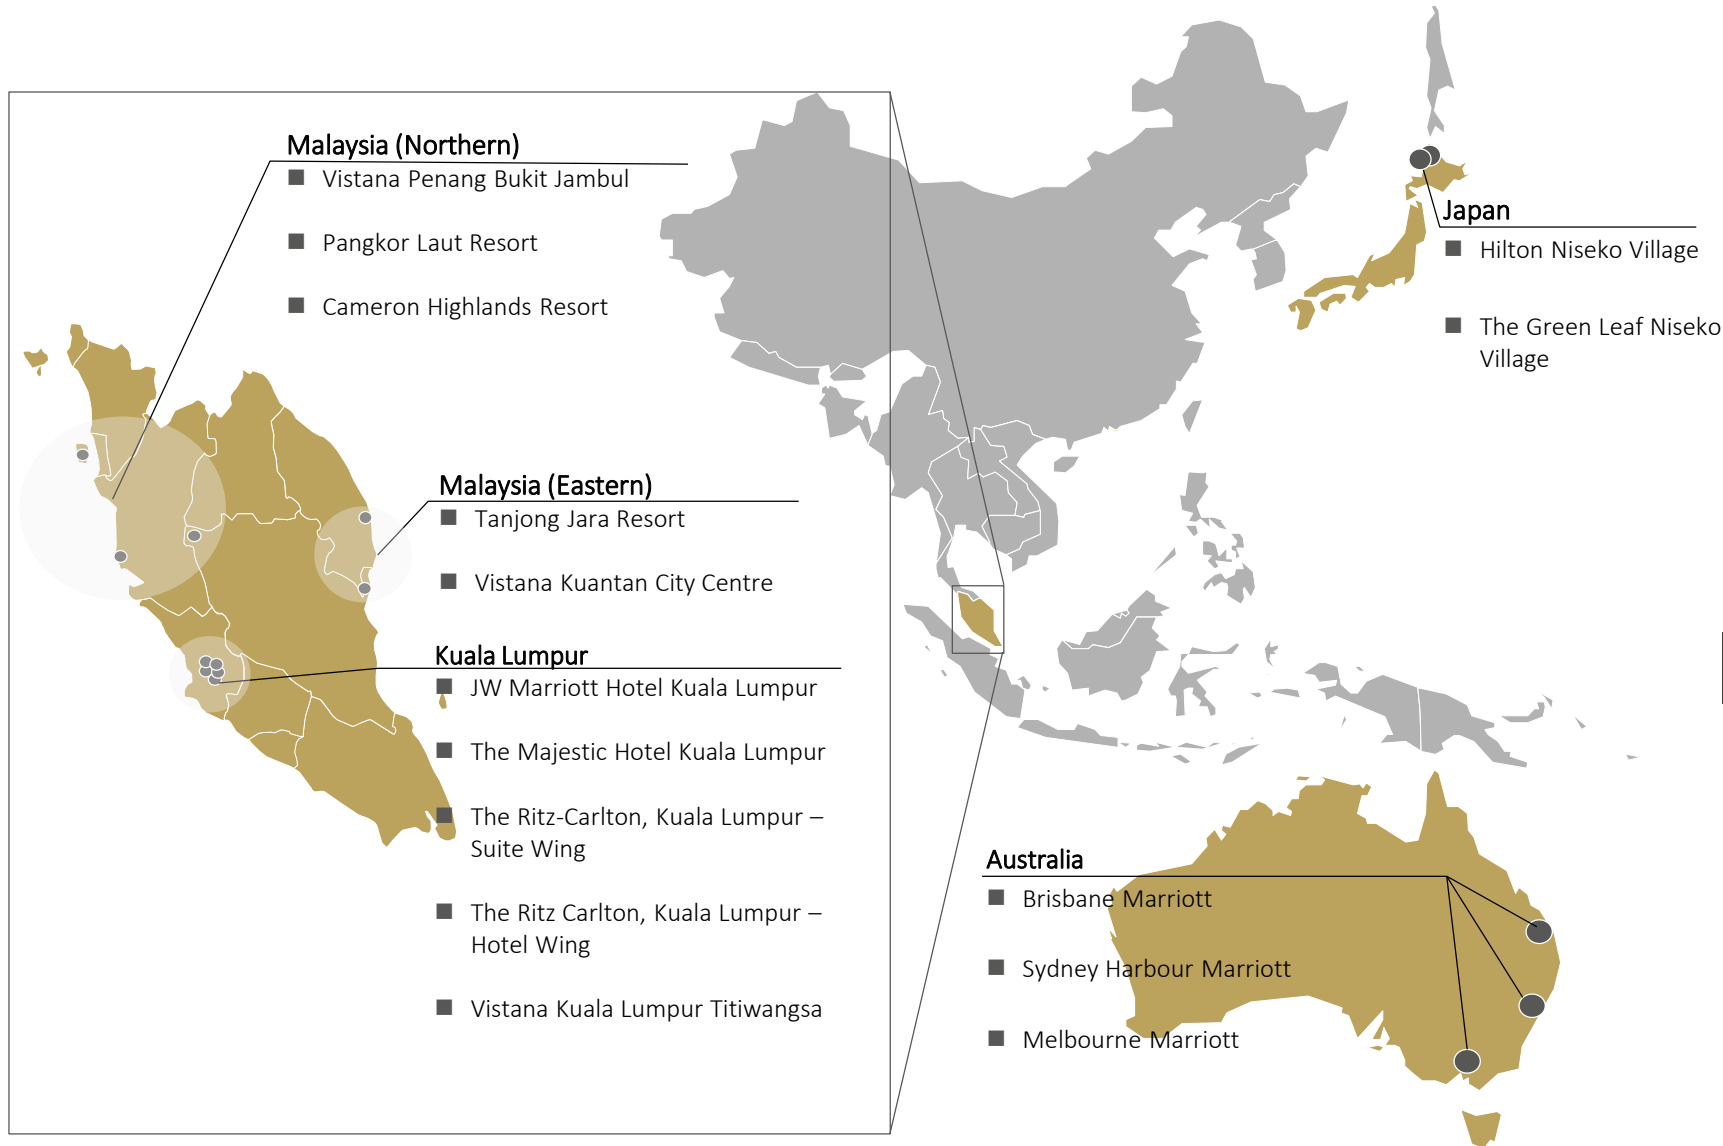 Malaysia (Northern)
■ Vistana Penang Bukit Jambul
■ Pangkor Laut Resort
■ Cameron Highlands Resort
Malaysia (Eastern)
■ Tanjong Jara Resort
■ Vistana Kuantan City Centre
Kuala Lumpur
■ JW Marriott Hotel Kuala Lumpur
■ The Majestic Hotel Kuala Lumpur
■ The Ritz-Carlton, Kuala Lumpur –
Suite Wing
■ The Ritz Carlton, Kuala Lumpur –
Hotel Wing
■ Vistana Kuala Lumpur Titiwangsa
Japan
■ Hilton Niseko Village
■ The Green Leaf Niseko
Village
Australia
■ Brisbane Marriott
■ Sydney Harbour Marriott
■ Melbourne Marriott